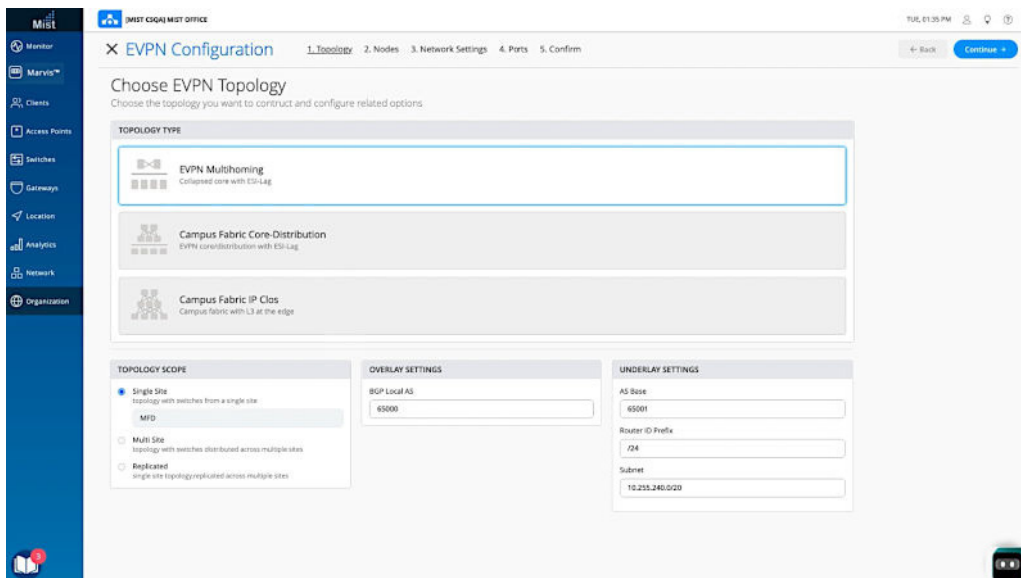 Mist
[MIST CSQA] MIST OFFICE
TUE, 01:35 PM
Monitor
Marvis™
Clients
Access Points
Switches
Gateways
Location
Analytics
Network
Organization
3
EVPN Configuration
1. Topology 2. Nodes 3. Network Settings 4. Ports 5. Confirm
← Back
Continue →
Choose EVPN Topology
Choose the topology you want to contruct and configure related options
TOPOLOGY TYPE
EVPN Multihoming
Collapsed core with ESI-Lag
Campus Fabric Core-Distribution
EVPN core/distribution with ESI-Lag
Campus Fabric IP Clos
Campus fabric with L3 at the edge
TOPOLOGY SCOPE
Single Site
topology with switches from a single site
MFD
Multi Site
topology with switches distributed across multiple sites
Replicated
single site topology replicated across multiple sites
OVERLAY SETTINGS
BGP Local AS
65000
UNDERLAY SETTINGS
AS Base
65001
Router ID Prefix
/24
Subnet
10.255.240.0/20